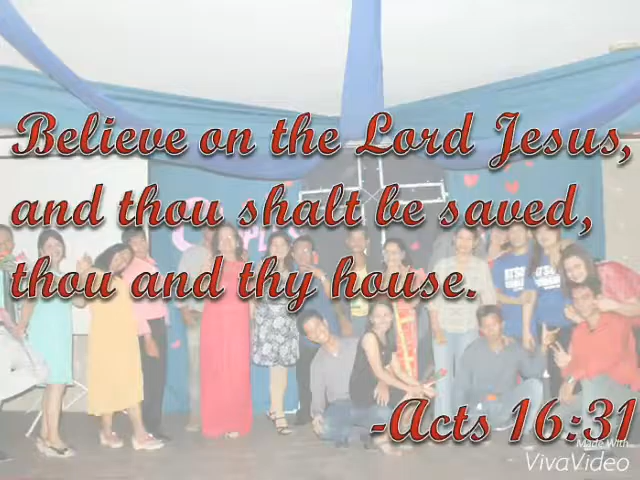 Believe on the Lord Jesus,
and thou shalt be saved,
thou and thy house.
-Acts 16:31
Made With
VivaVideo